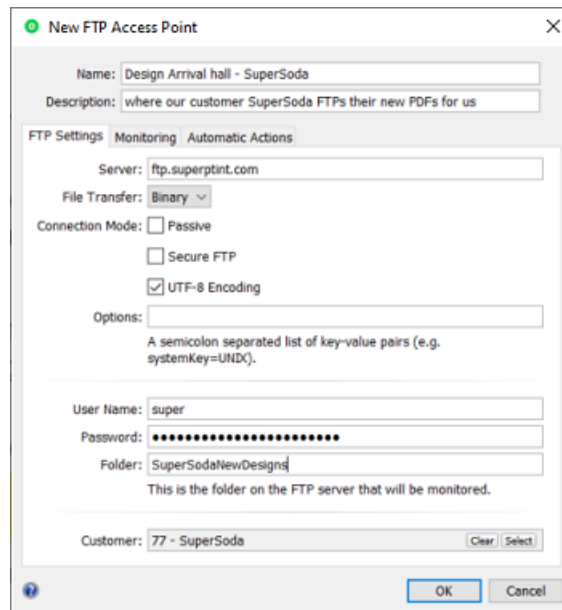 New FTP Access Point
Name: Design Arrival hall - SuperSoda
Description: where our customer SuperSoda FTPs their new PDFs for us
FTP Settings Monitoring Automatic Actions
Server: ftp.superptint.com
File Transfer: Binary
Connection Mode: Passive
Secure FTP
UTF-8 Encoding
Options:
A semicolon separated list of key-value pairs (e.g.
systemKey=UNIX).
User Name: super
Password: ●●●●●●●●●●●●●●●●●●●●●●●●
Folder: SuperSodaNewDesigns
This is the folder on the FTP server that will be monitored.
Customer: 77 - SuperSoda Clear Select
OK Cancel